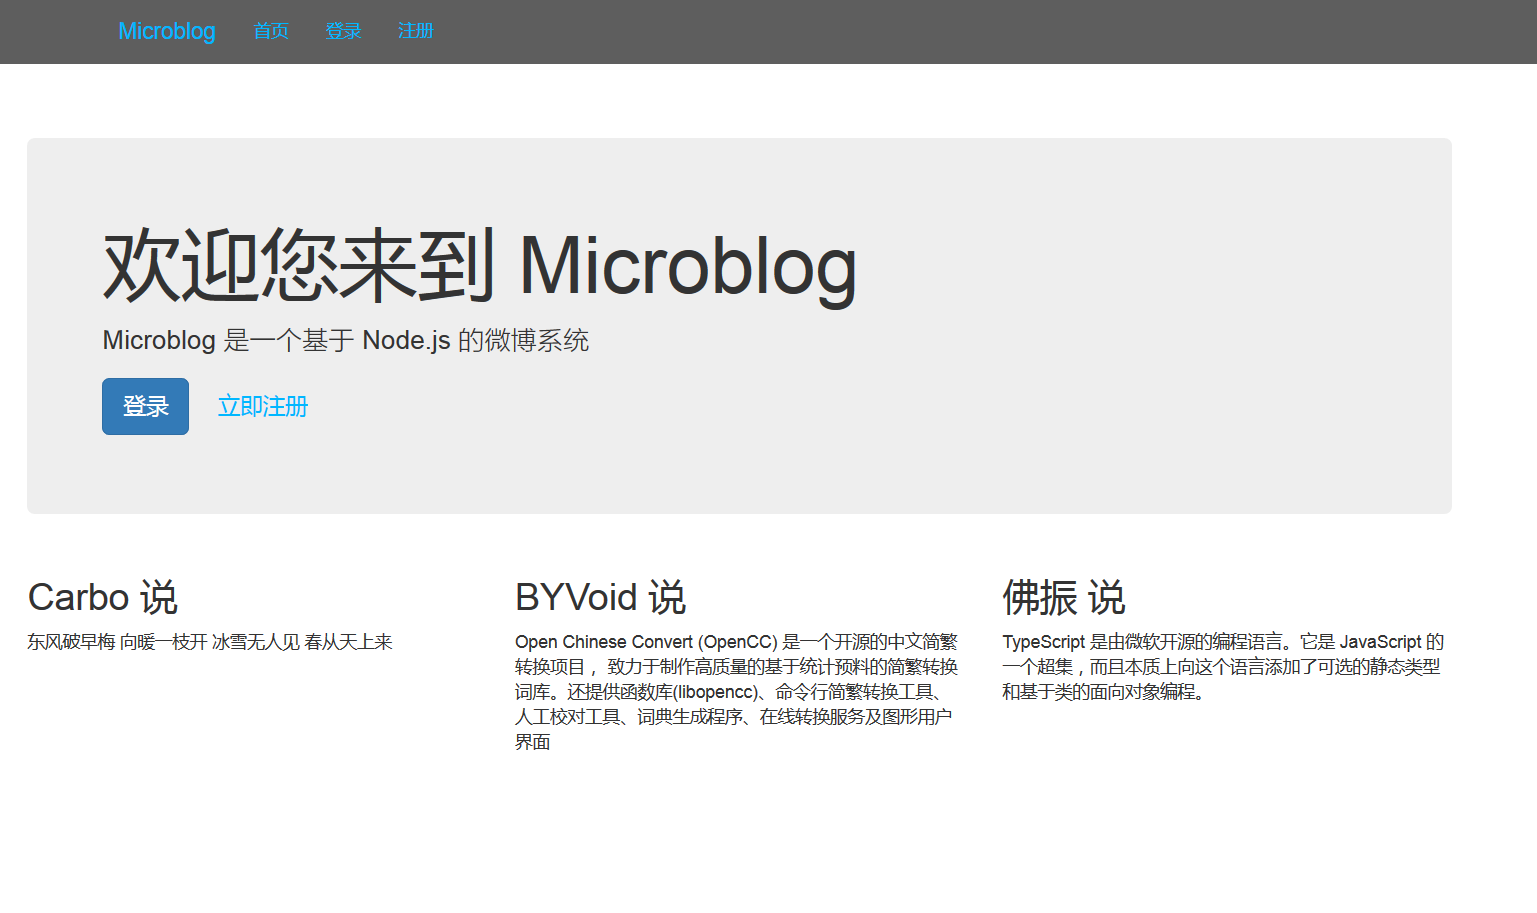 Microblog 首页 登录 注册
欢迎您来到 Microblog
Microblog 是一个基于 Node.js 的微博系统
登录 立即注册
Carbo 说
东风破早梅 向暖一枝开 冰雪无人见 春从天上来
BYVoid 说
Open Chinese Convert (OpenCC) 是一个开源的中文简繁
转换项目， 致力于制作高质量的基于统计预料的简繁转换
词库。还提供函数库(libopencc)、命令行简繁转换工具、
人工校对工具、词典生成程序、在线转换服务及图形用户
界面
佛振 说
TypeScript 是由微软开源的编程语言。它是 JavaScript 的
一个超集，而且本质上向这个语言添加了可选的静态类型
和基于类的面向对象编程。